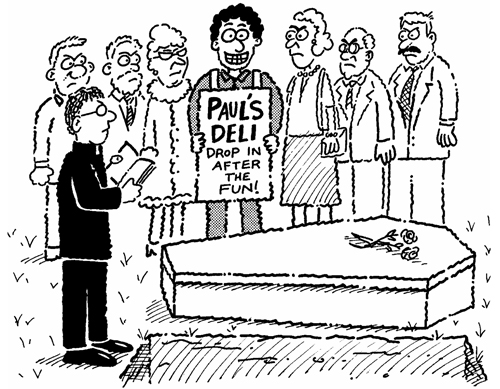 PAUL'S
DELI
DROP IN
AFTER
THE
FUN!